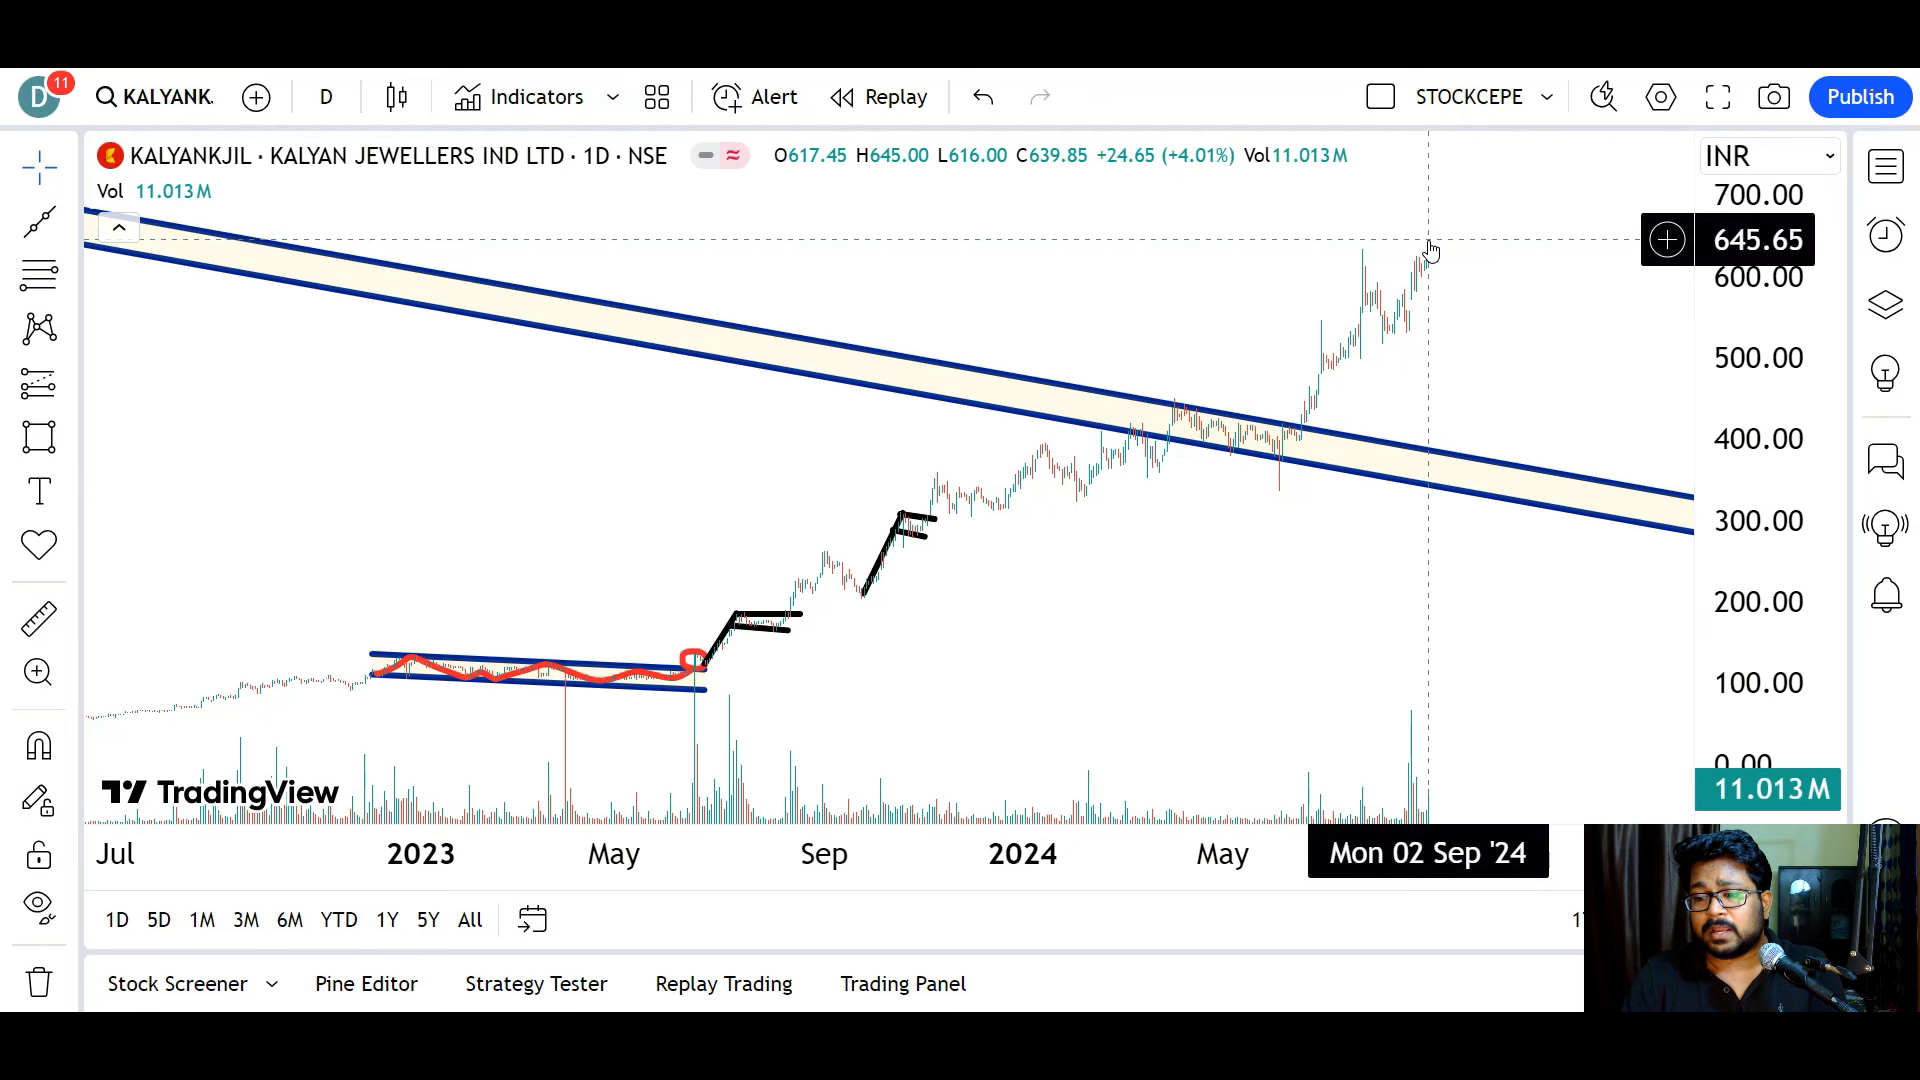 D 11 KALYANK. D Indicators Alert Replay STOCKCEPE Publish
KALYANKJIL · KALYAN JEWELLERS IND LTD · 1D · NSE O617.45 H645.00 L616.00 C639.85 +24.65 (+4.01%) Vol11.013M INR
Vol 11.013M
700.00
645.65
600.00
500.00
400.00
300.00
200.00
100.00
0.00
11.013M
TradingView
Jul 2023 May Sep 2024 May Mon 02 Sep '24
1D 5D 1M 3M 6M YTD 1Y 5Y All
Stock Screener Pine Editor Strategy Tester Replay Trading Trading Panel